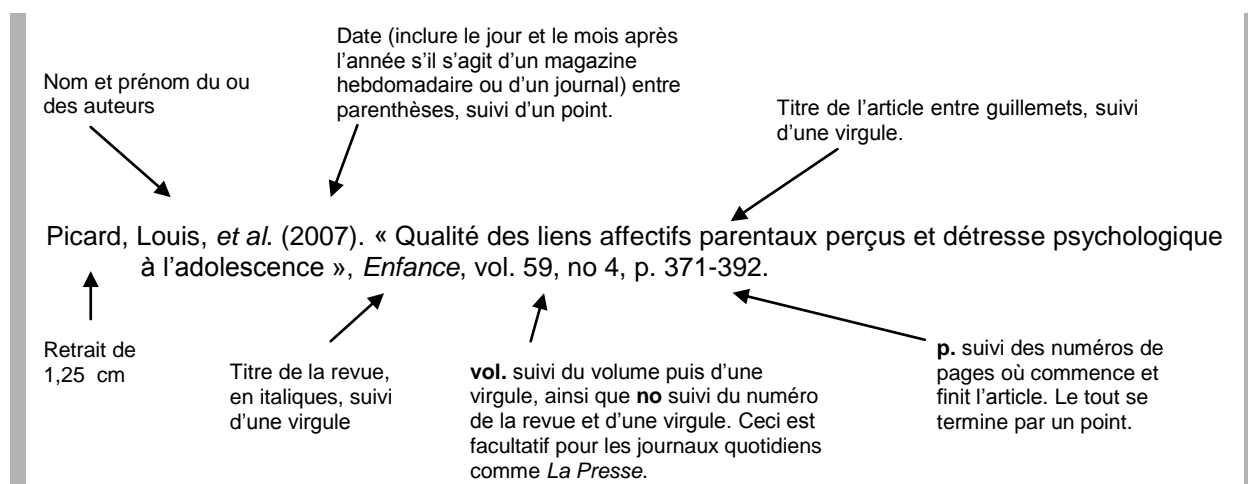 Date (inclure le jour et le mois après
l'année s'il s'agit d'un magazine
hebdomadaire ou d'un journal) entre
parenthèses, suivi d'un point.
Nom et prénom du ou
des auteurs
Titre de l'article entre guillemets, suivi
d'une virgule.
Picard, Louis, et al. (2007). « Qualité des liens affectifs parentaux perçus et détresse psychologique
à l'adolescence », Enfance, vol. 59, no 4, p. 371-392.
Retrait de
1,25 cm
Titre de la revue,
en italiques, suivi
d'une virgule
vol. suivi du volume puis d'une
virgule, ainsi que no suivi du numéro
de la revue et d'une virgule. Ceci est
facultatif pour les journaux quotidiens
comme La Presse.
p. suivi des numéros de
pages où commence et
finit l'article. Le tout se
termine par un point.